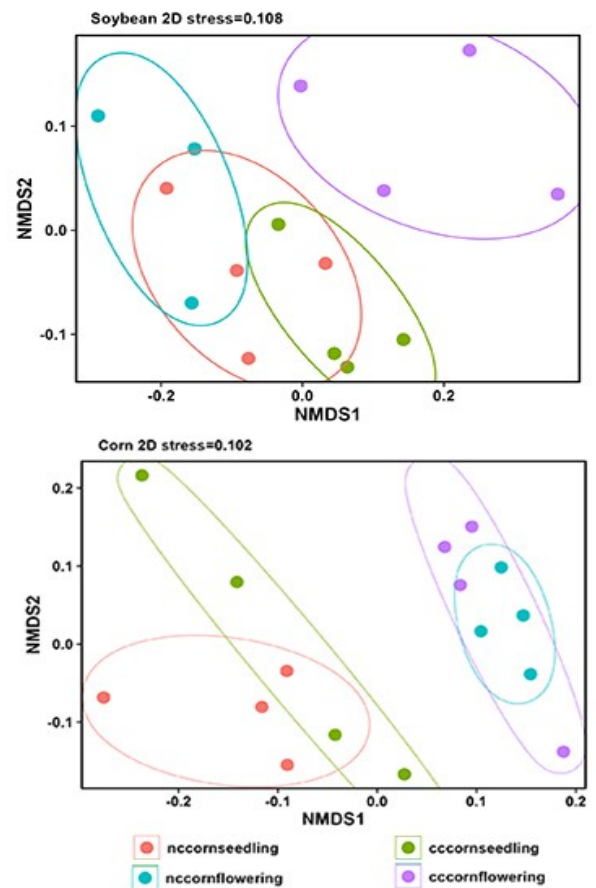 Soybean 2D stress=0.108
NMDS2
0.1
0.0
-0.1
-0.2 0.0 0.2
NMDS1
Corn 2D stress=0.102
NMDS2
0.2
0.1
0.0
-0.1
-0.2 -0.1 0.0 0.1 0.2
NMDS1
nccornseedling cccornseedling
nccornflowering cccornflowering